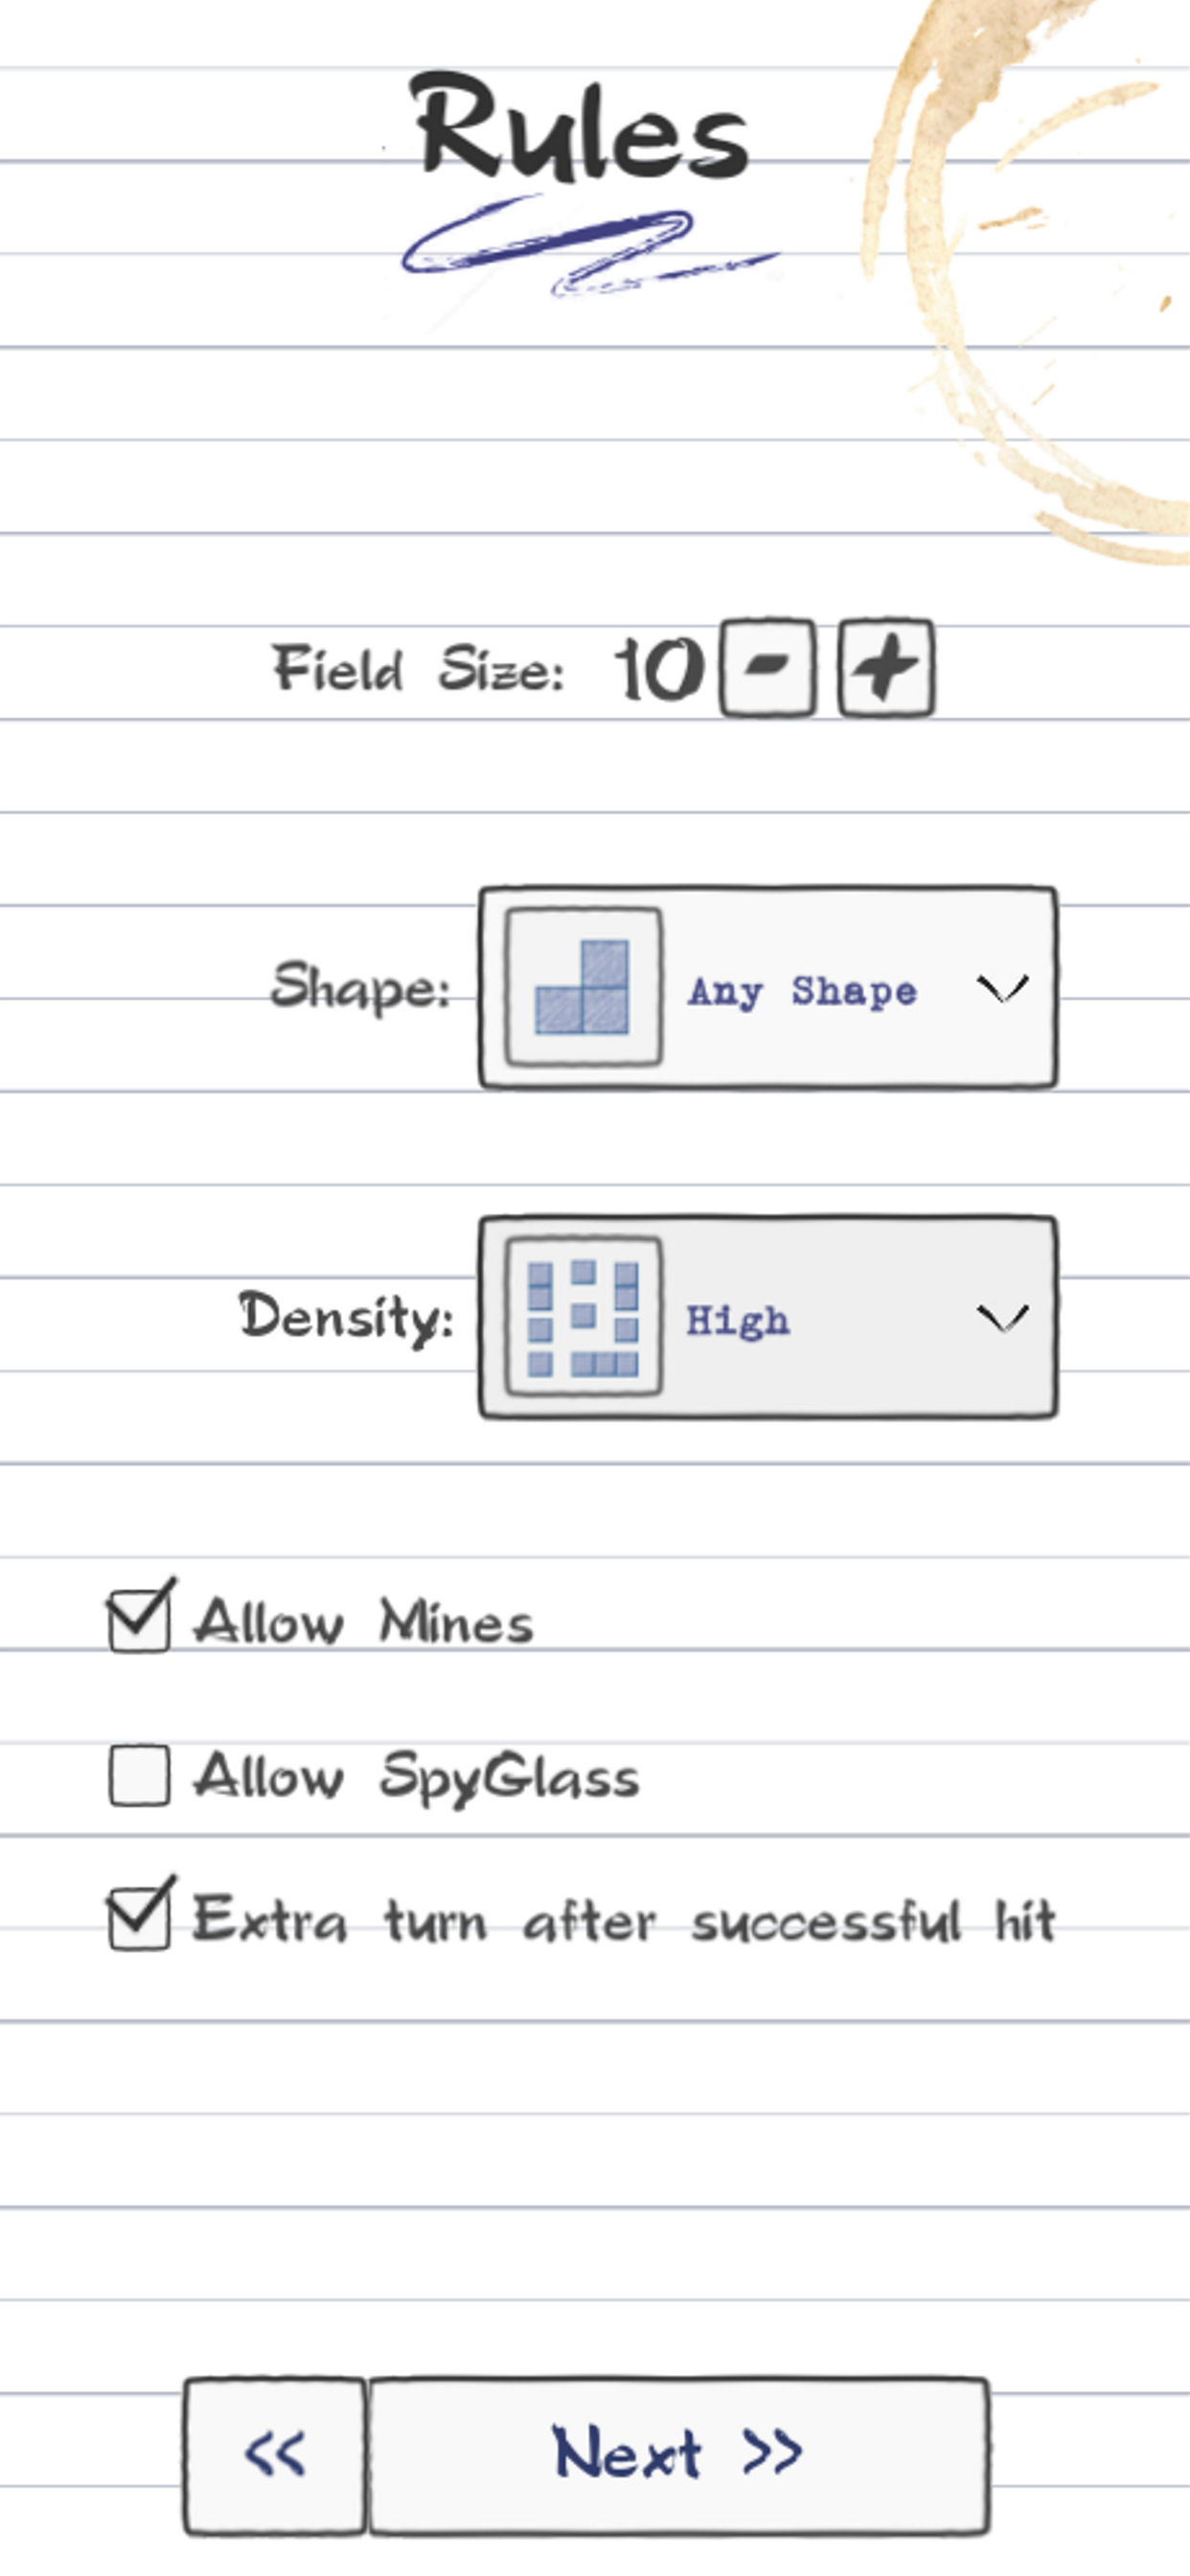 Rules
Field Size: 10 - +
Shape: Any Shape
Density: High
Allow Mines
Allow SpyGlass
Extra turn after successful hit
<< Next >>